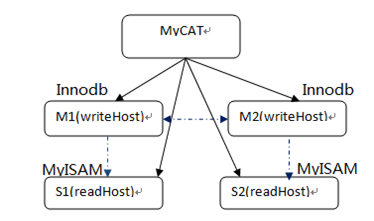 MyCAT
Innodb
Innodb
M1(writeHost)
M2(writeHost)
MyISAM
MyISAM
S1(readHost)
S2(readHost)